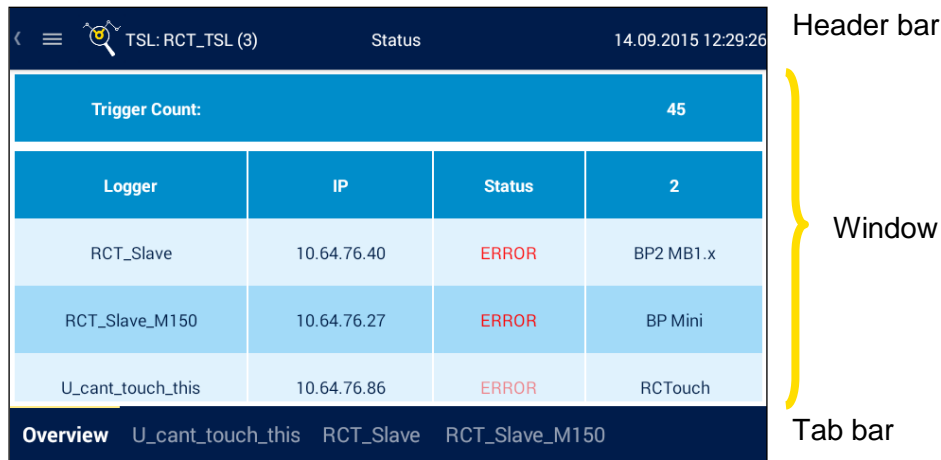 TSL: RCT_TSL (3) Status 14.09.2015 12:29:26 Header bar
Trigger Count: 45
Logger IP Status 2
Window
RCT_Slave 10.64.76.40 ERROR BP2 MB1.x
RCT_Slave_M150 10.64.76.27 ERROR BP Mini
U_cant_touch_this 10.64.76.86 ERROR RCTouch
Overview U_cant_touch_this RCT_Slave RCT_Slave_M150 Tab bar